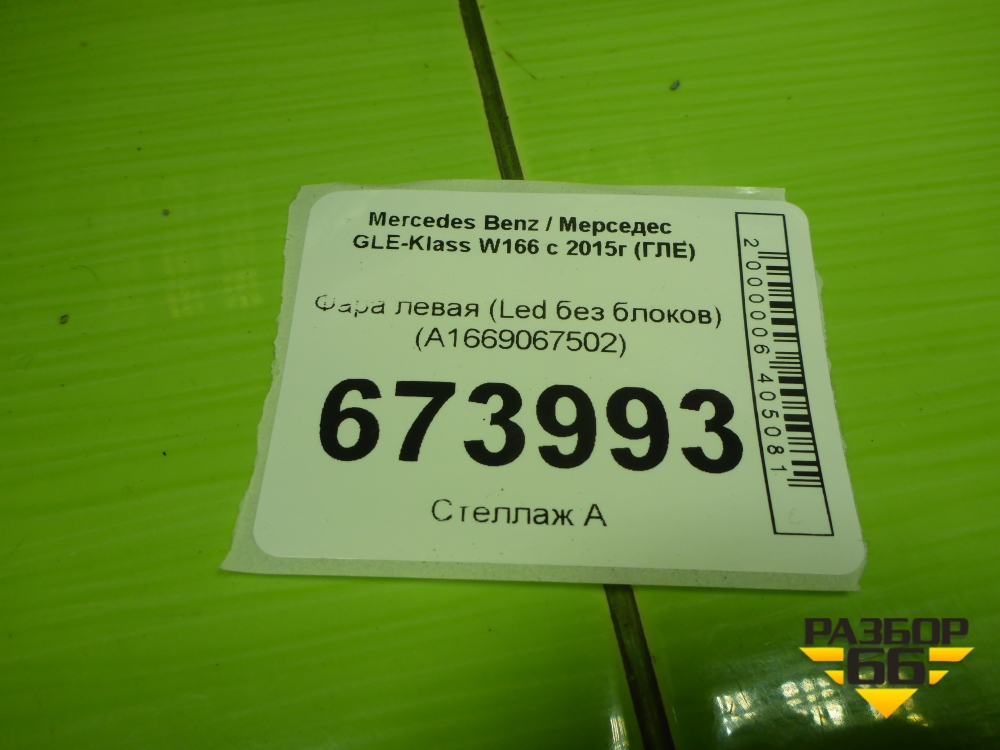 Mercedes Benz / Мерседес
GLE-Klass W166 с 2015г (ГЛЕ)
Фара левая (Led без блоков)
(A1669067502)
673993
Стеллаж А
2000006405081
РАЗБОР
66